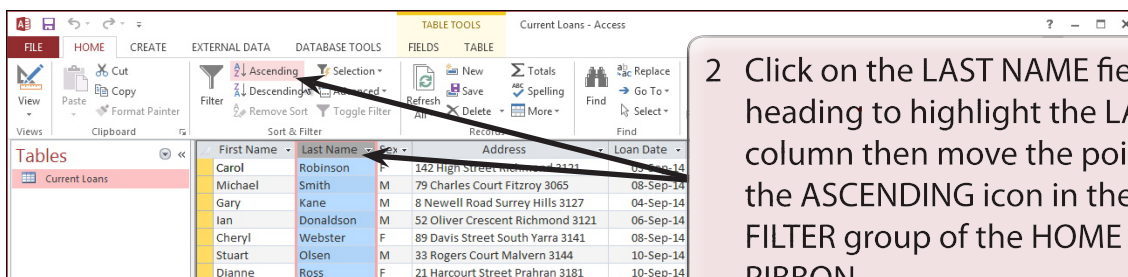 TABLE TOOLS Current Loans - Access ?
FILE HOME CREATE EXTERNAL DATA DATABASE TOOLS FIELDS TABLE
View
Views
Paste
Cut
Copy
Format Painter
Clipboard
Filter
Ascending
Descending
Remove Sort
Selection
Advanced
Toggle Filter
Sort & Filter
Refresh
All
New
Save
Delete
Totals
Spelling
More
Records
Find
Replace
Go To
Select
Find
Tables
Current Loans
First Name Last Name Sex Address Loan Date
Carol Robinson F 142 High Street Richmond 3121 03-Sep-14
Michael Smith M 79 Charles Court Fitzroy 3065 08-Sep-14
Gary Kane M 8 Newell Road Surrey Hills 3127 04-Sep-14
Ian Donaldson M 52 Oliver Crescent Richmond 3121 06-Sep-14
Cheryl Webster F 89 Davis Street South Yarra 3141 08-Sep-14
Stuart Olsen M 33 Rogers Court Malvern 3144 10-Sep-14
Dianne Ross F 21 Harcourt Street Prahran 3181 10-Sep-14
2 Click on the LAST NAME fie
heading to highlight the LA
column then move the poi
the ASCENDING icon in the
FILTER group of the HOME
RIBBON